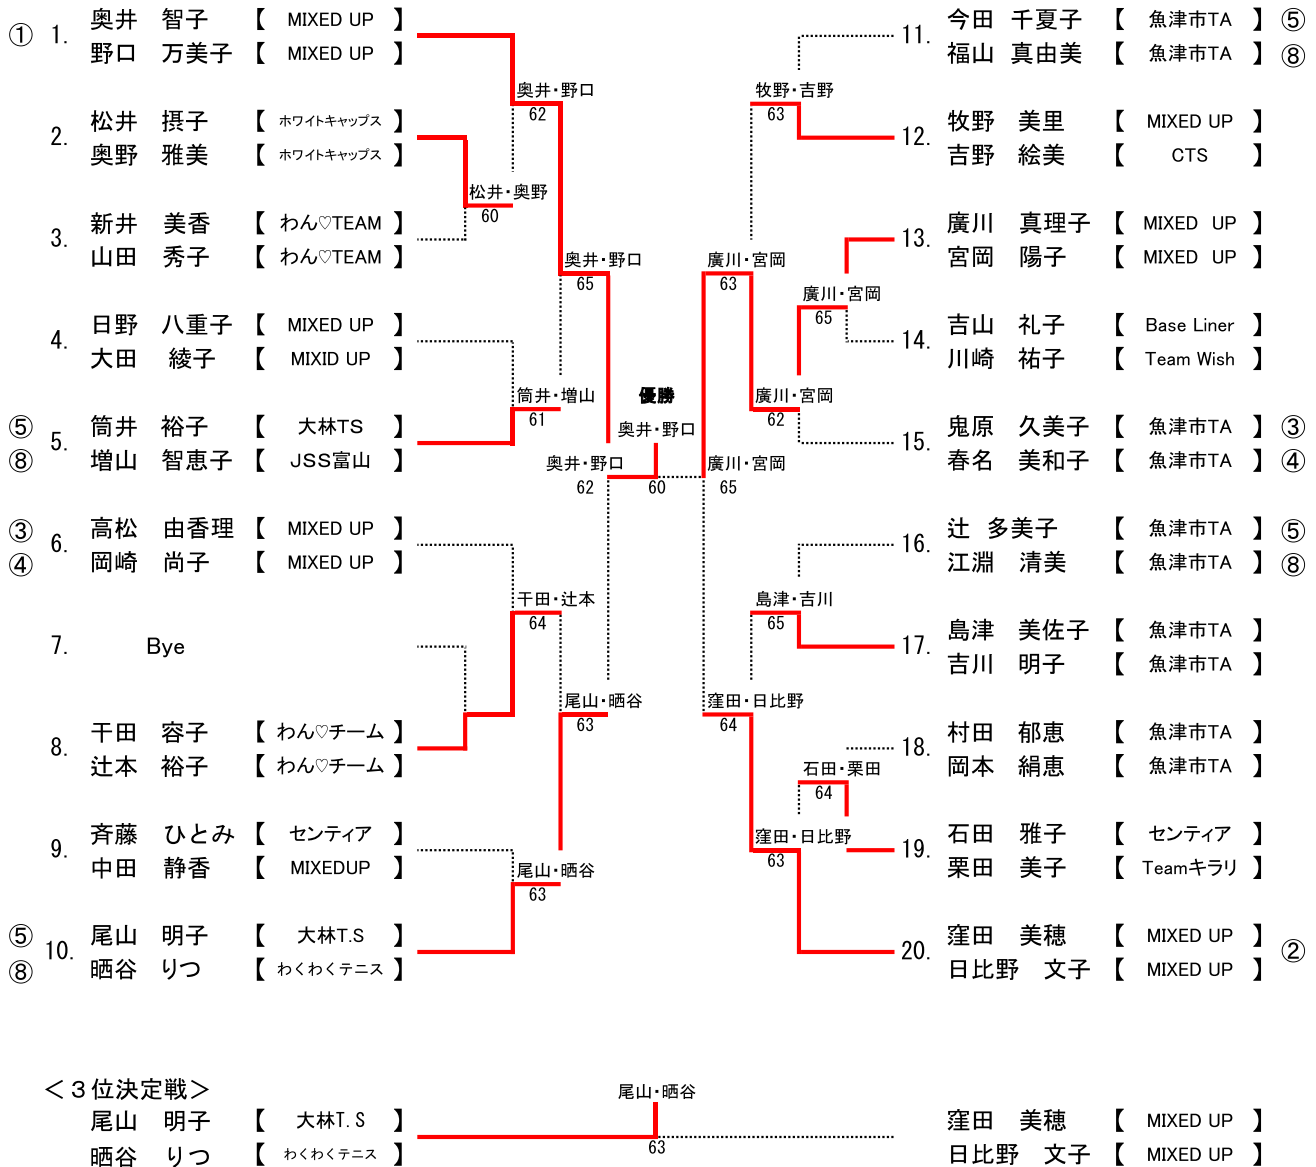 ① 1. 奥井 智子 【 MIXED UP 】
野口 万美子 【 MIXED UP 】
2. 松井 摂子 【 ホワイトキャップス 】
奥野 雅美 【 ホワイトキャップス 】
3. 新井 美香 【 わん♡TEAM 】
山田 秀子 【 わん♡TEAM 】
4. 日野 八重子 【 MIXED UP 】
大田 綾子 【 MIXID UP 】
⑤ 5. 筒井 裕子 【 大林TS 】
⑧ 増山 智恵子 【 JSS富山 】
③ 6. 高松 由香理 【 MIXED UP 】
④ 岡崎 尚子 【 MIXED UP 】
7. Bye
8. 干田 容子 【 わん♡チーム 】
辻本 裕子 【 わん♡チーム 】
9. 斉藤 ひとみ 【 センティア 】
中田 静香 【 MIXEDUP 】
⑤ 10. 尾山 明子 【 大林T.S 】
⑧ 晒谷 りつ 【 わくわくテニス 】
奥井・野口
62
松井・奥野
60
奥井・野口
65
筒井・増山
61
奥井・野口
62
干田・辻本
64
尾山・晒谷
63
尾山・晒谷
63
優勝
奥井・野口
60
牧野・吉野
63
廣川・宮岡
63
廣川・宮岡
65
廣川・宮岡
62
廣川・宮岡
65
島津・吉川
65
窪田・日比野
64
石田・栗田
64
窪田・日比野
63
11. 今田 千夏子 【 魚津市TA 】 ⑤
福山 真由美 【 魚津市TA 】 ⑧
12. 牧野 美里 【 MIXED UP 】
吉野 絵美 【 CTS 】
13. 廣川 真理子 【 MIXED UP 】
宮岡 陽子 【 MIXED UP 】
14. 吉山 礼子 【 Base Liner 】
川崎 祐子 【 Team Wish 】
15. 鬼原 久美子 【 魚津市TA 】 ③
春名 美和子 【 魚津市TA 】 ④
16. 辻 多美子 【 魚津市TA 】 ⑤
江淵 清美 【 魚津市TA 】 ⑧
17. 島津 美佐子 【 魚津市TA 】
吉川 明子 【 魚津市TA 】
18. 村田 郁恵 【 魚津市TA 】
岡本 絹恵 【 魚津市TA 】
19. 石田 雅子 【 センティア 】
栗田 美子 【 Teamキラリ 】
20. 窪田 美穂 【 MIXED UP 】 ②
日比野 文子 【 MIXED UP 】
＜３位決定戦＞
尾山 明子 【 大林T.S 】
晒谷 りつ 【 わくわくテニス 】
尾山・晒谷
63
窪田 美穂 【 MIXED UP 】
日比野 文子 【 MIXED UP 】